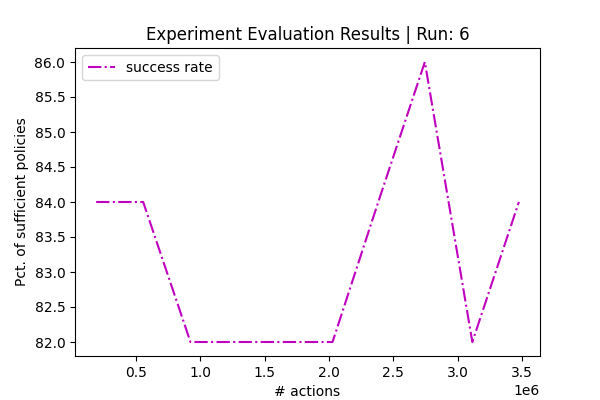 Experiment Evaluation Results | Run: 6
success rate
Pct. of sufficient policies
86.0
85.5
85.0
84.5
84.0
83.5
83.0
82.5
82.0
0.5 1.0 1.5 2.0 2.5 3.0 3.5
1e6
# actions